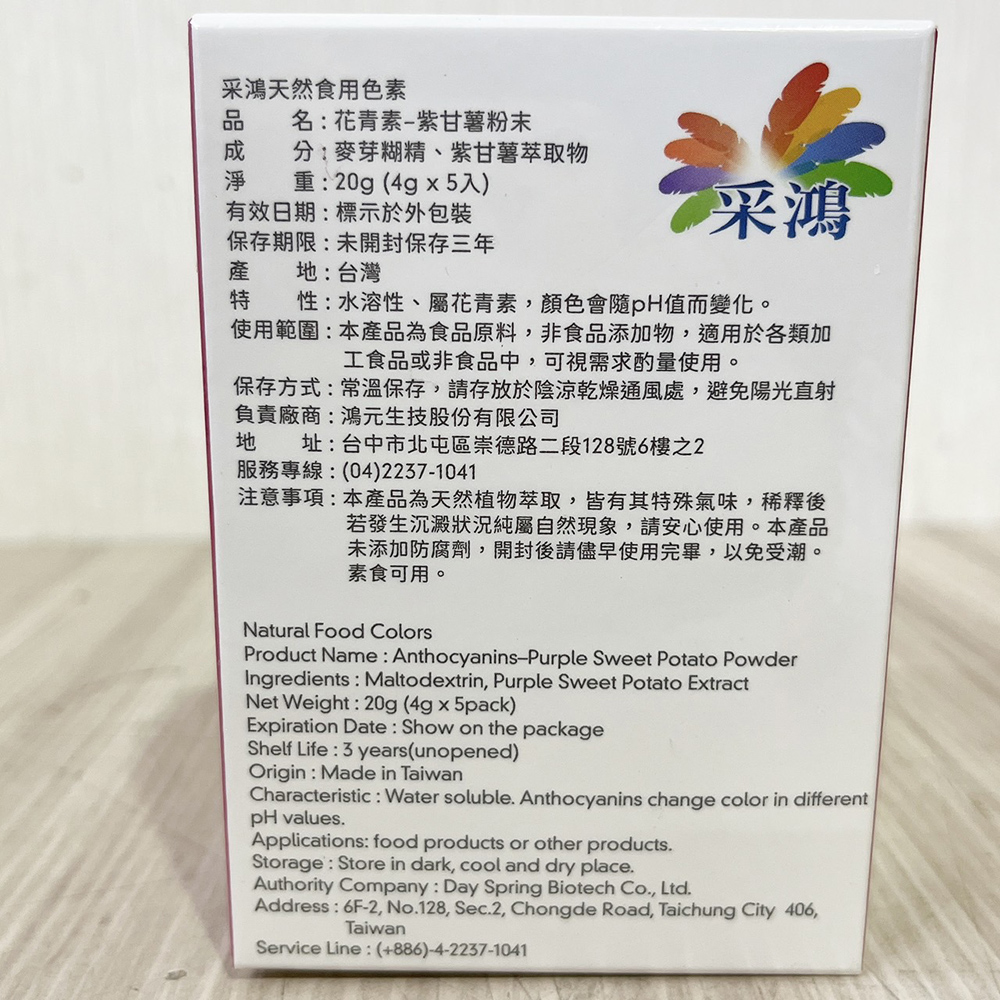 采鴻天然食用色素
采鴻
品 名：花青素-紫甘薯粉末
成 分：麥芽糊精、紫甘薯萃取物
淨 重：20g (4g x 5入)
有效日期：標示於外包裝
保存期限：未開封保存三年
產 地：台灣
特 性：水溶性、屬花青素，顏色會隨pH值而變化。
使用範圍：本產品為食品原料，非食品添加物，適用於各類加
工食品或非食品中，可視需求酌量使用。
保存方式：常溫保存，請存放於陰涼乾燥通風處，避免陽光直射
負責廠商：鴻元生技股份有限公司
地 址：台中市北屯區崇德路二段128號6樓之2
服務專線：(04)2237-1041
注意事項：本產品為天然植物萃取，皆有其特殊氣味，稀釋後
若發生沉澱狀況純屬自然現象，請安心使用。本產品
未添加防腐劑，開封後請儘早使用完畢，以免受潮。
素食可用。
Natural Food Colors
Product Name : Anthocyanins–Purple Sweet Potato Powder
Ingredients : Maltodextrin, Purple Sweet Potato Extract
Net Weight : 20g (4g x 5pack)
Expiration Date : Show on the package
Shelf Life : 3 years(unopened)
Origin : Made in Taiwan
Characteristic : Water soluble. Anthocyanins change color in different
pH values.
Applications: food products or other products.
Storage : Store in dark, cool and dry place.
Authority Company : Day Spring Biotech Co., Ltd.
Address : 6F-2, No.128, Sec.2, Chongde Road, Taichung City 406,
Taiwan
Service Line : (+886)-4-2237-1041